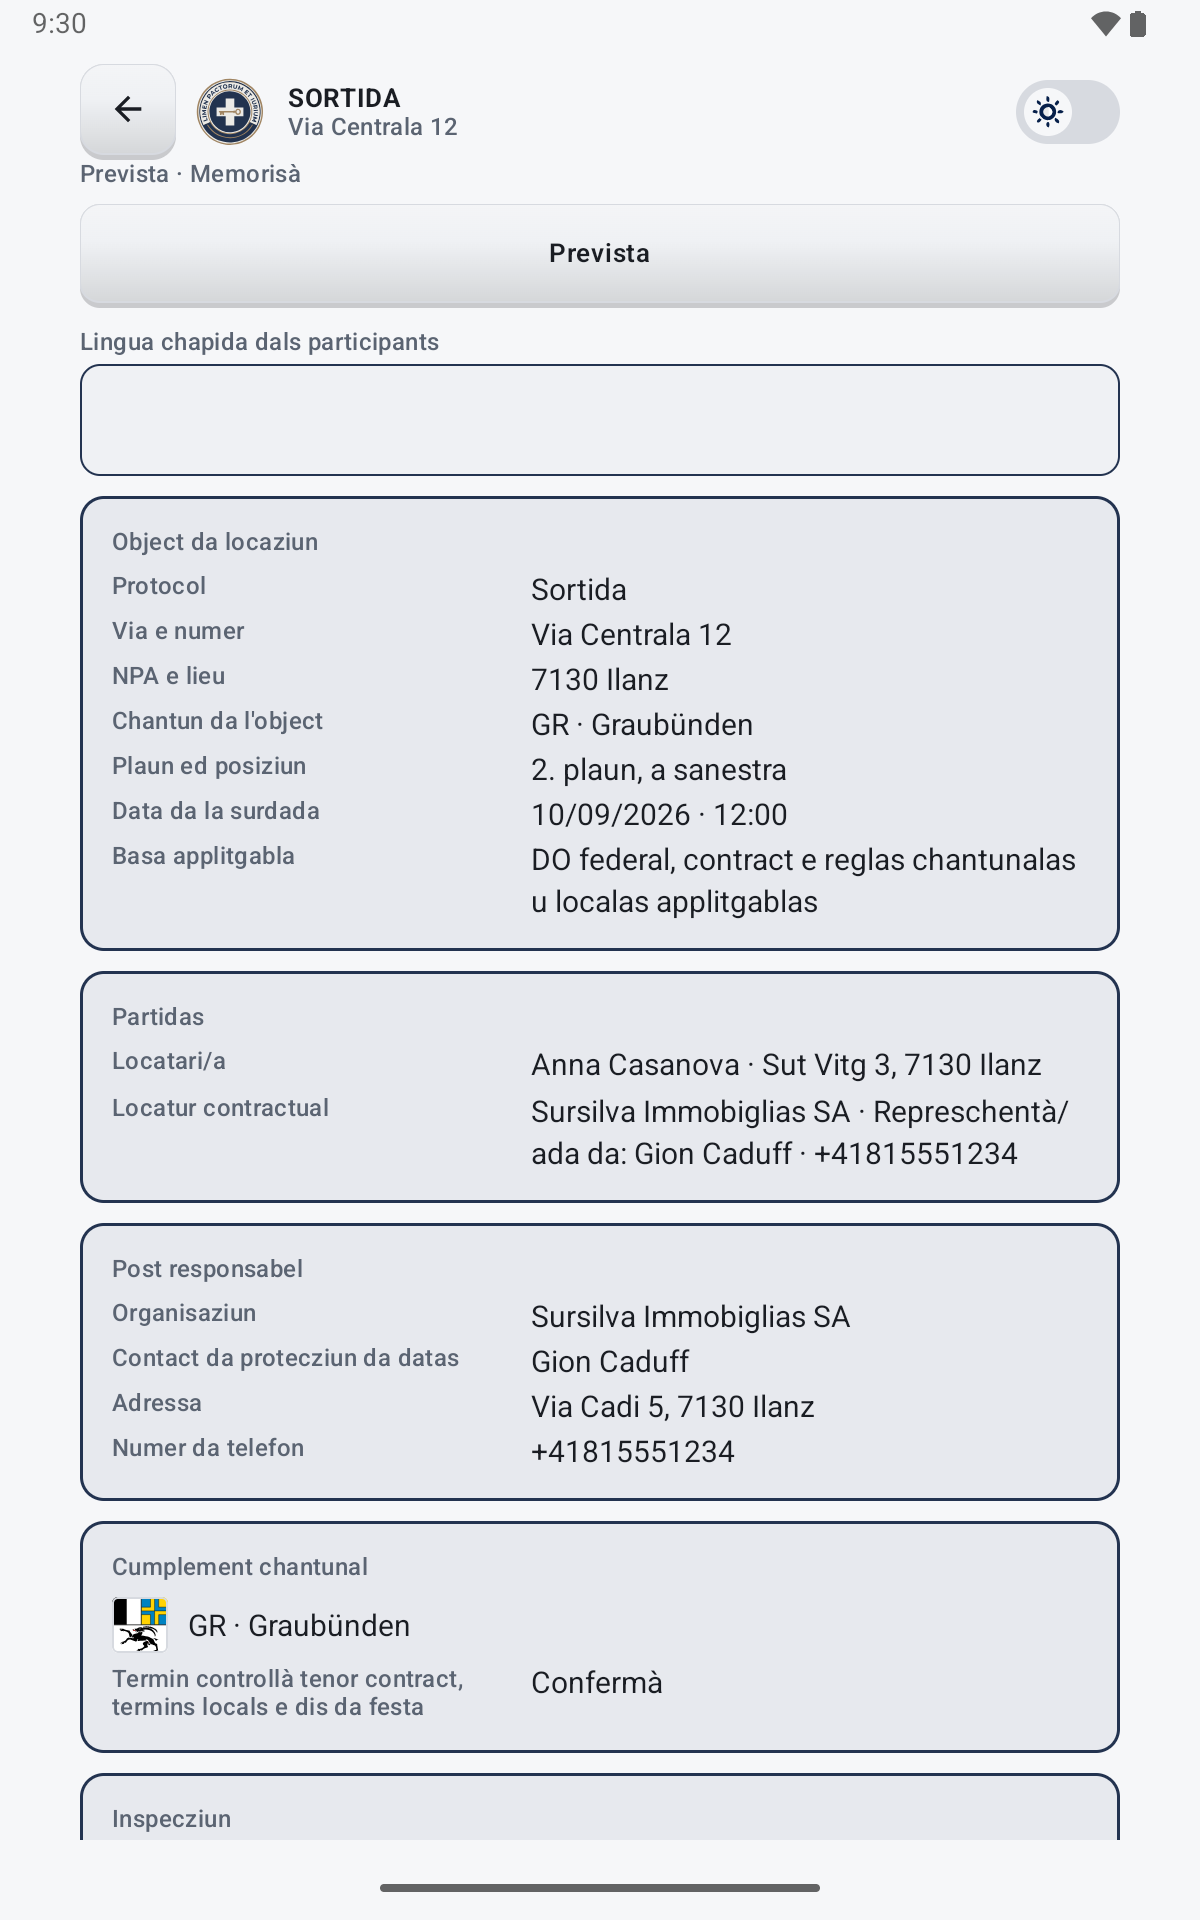 9:30
LIMEN PACTORUM ET IURIUM
SORTIDA
Via Centrala 12
Prevista · Memorisà
Prevista
Lingua chapida dals participants
Object da locaziun
Protocol
Sortida
Via e numer
Via Centrala 12
NPA e lieu
7130 Ilanz
Chantun da l'object
GR · Graubünden
Plaun ed posiziun
2. plaun, a sanestra
Data da la surdada
10/09/2026 · 12:00
Basa applitgabla
DO federal, contract e reglas chantunalas
u localas applitgablas
Partidas
Locatari/a
Anna Casanova · Sut Vitg 3, 7130 Ilanz
Locatur contractual
Sursilva Immobiglias SA · Represchentà/
ada da: Gion Caduff · +41815551234
Post responsabel
Organisaziun
Sursilva Immobiglias SA
Contact da protecziun da datas
Gion Caduff
Adressa
Via Cadi 5, 7130 Ilanz
Numer da telefon
+41815551234
Cumplement chantunal
GR · Graubünden
Termin controllà tenor contract,
termins locals e dis da festa
Confermà
Inspecziun